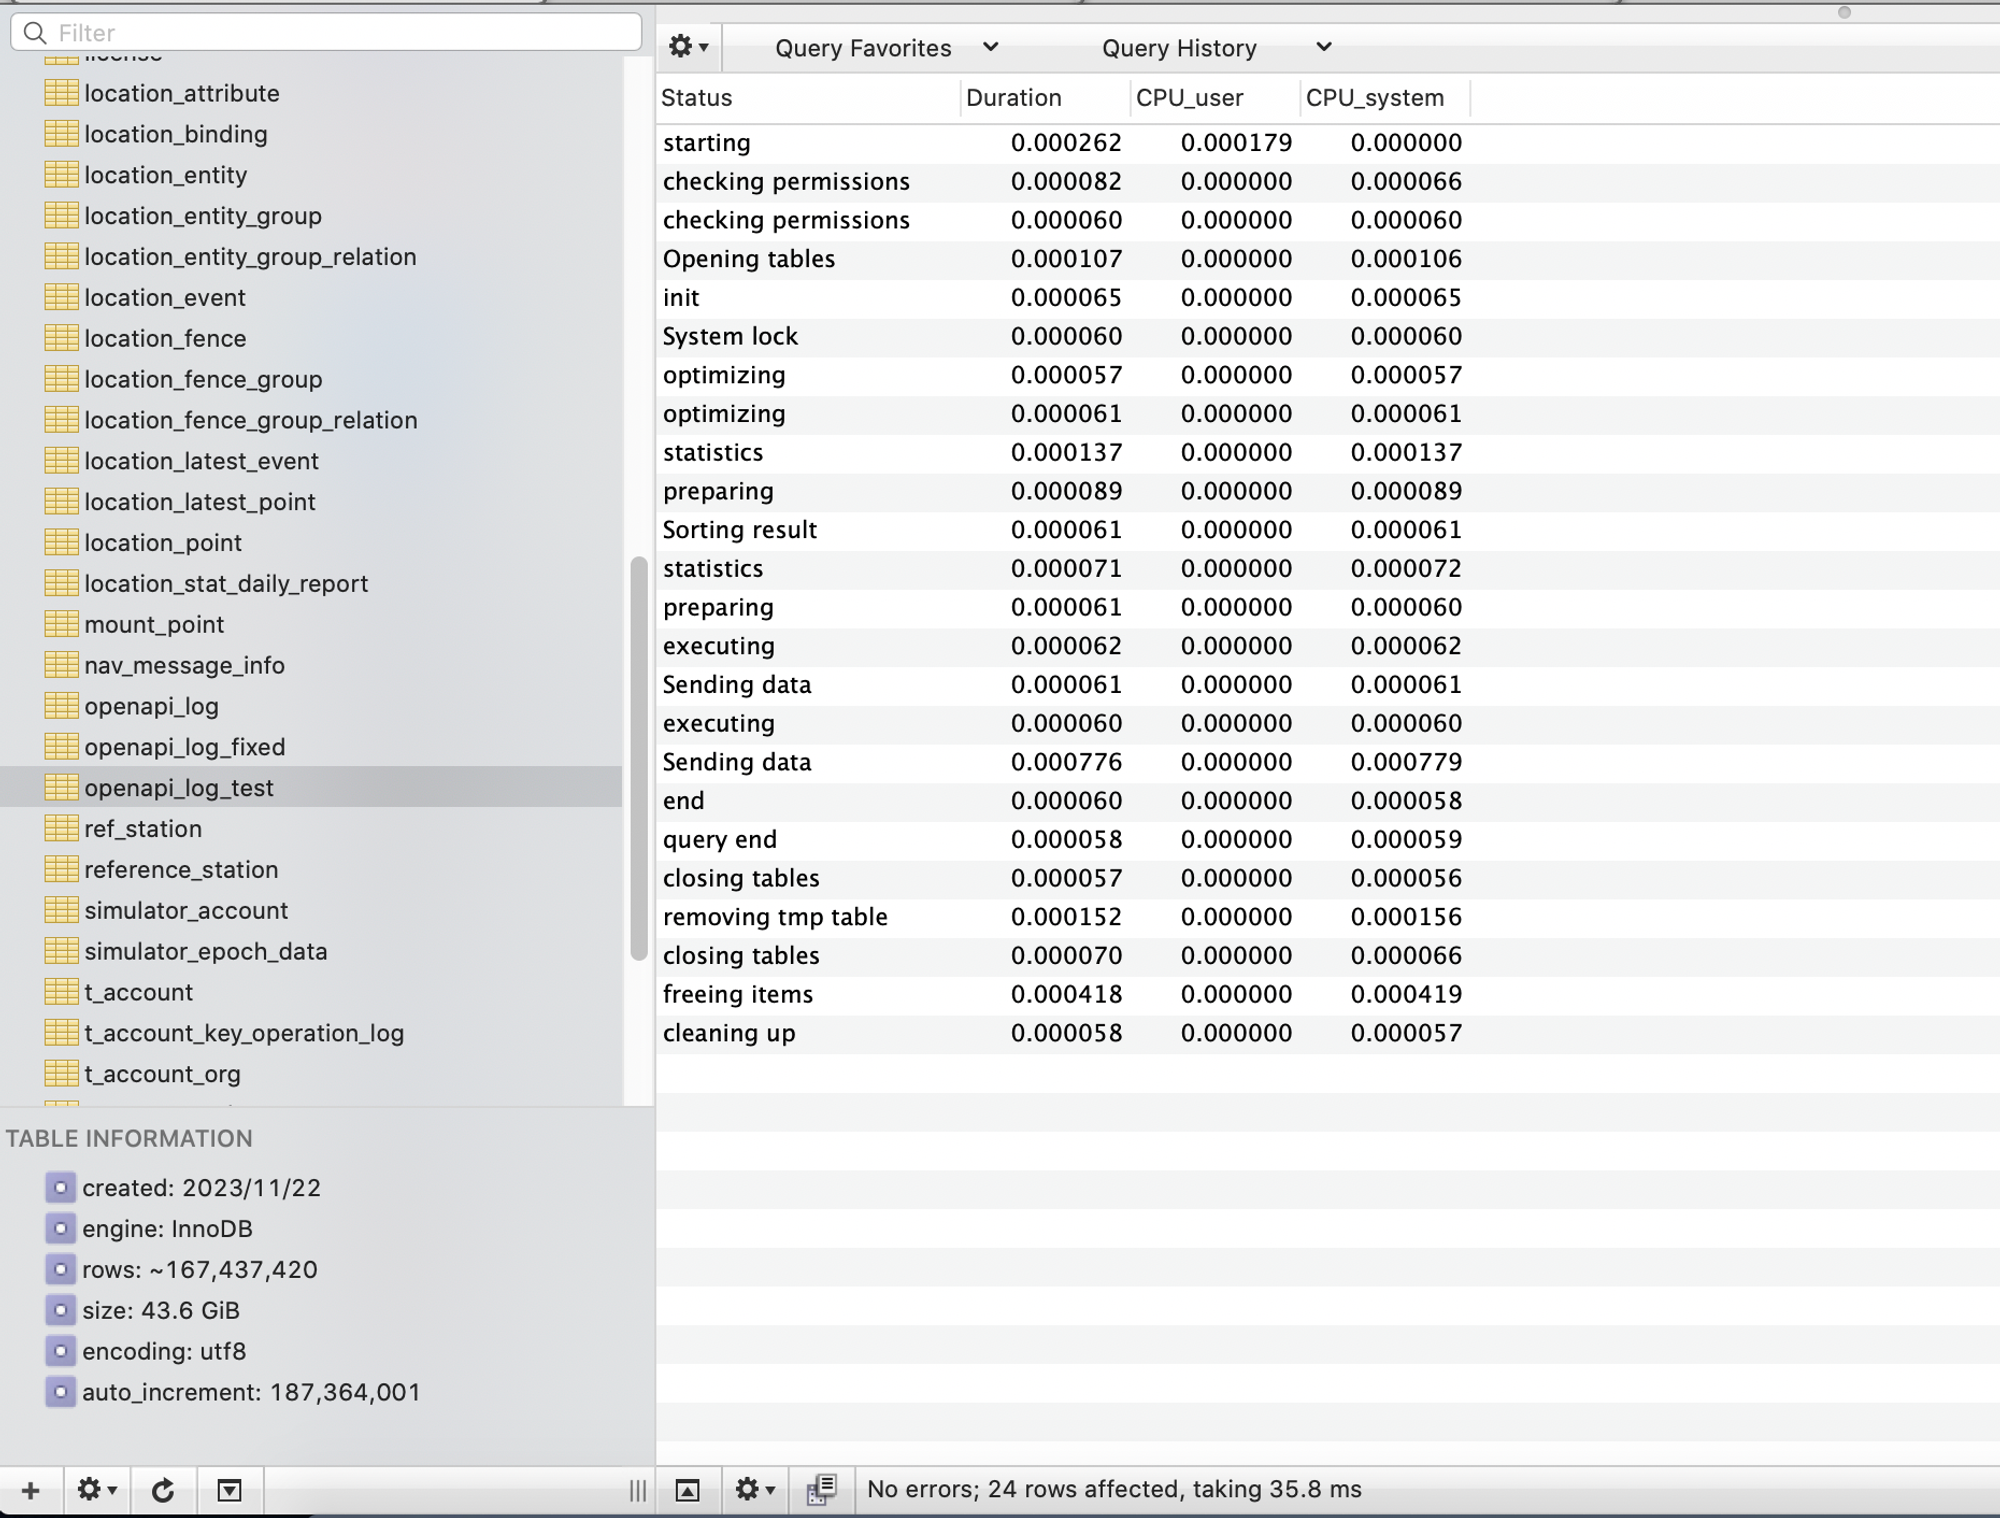 Filter
license
location_attribute
location_binding
location_entity
location_entity_group
location_entity_group_relation
location_event
location_fence
location_fence_group
location_fence_group_relation
location_latest_event
location_latest_point
location_point
location_stat_daily_report
mount_point
nav_message_info
openapi_log
openapi_log_fixed
openapi_log_test
ref_station
reference_station
simulator_account
simulator_epoch_data
t_account
t_account_key_operation_log
t_account_org
TABLE INFORMATION
created: 2023/11/22
engine: InnoDB
rows: ~167,437,420
size: 43.6 GiB
encoding: utf8
auto_increment: 187,364,001
Query Favorites Query History
Status Duration CPU_user CPU_system
starting 0.000262 0.000179 0.000000
checking permissions 0.000082 0.000000 0.000066
checking permissions 0.000060 0.000000 0.000060
Opening tables 0.000107 0.000000 0.000106
init 0.000065 0.000000 0.000065
System lock 0.000060 0.000000 0.000060
optimizing 0.000057 0.000000 0.000057
optimizing 0.000061 0.000000 0.000061
statistics 0.000137 0.000000 0.000137
preparing 0.000089 0.000000 0.000089
Sorting result 0.000061 0.000000 0.000061
statistics 0.000071 0.000000 0.000072
preparing 0.000061 0.000000 0.000060
executing 0.000062 0.000000 0.000062
Sending data 0.000061 0.000000 0.000061
executing 0.000060 0.000000 0.000060
Sending data 0.000776 0.000000 0.000779
end 0.000060 0.000000 0.000058
query end 0.000058 0.000000 0.000059
closing tables 0.000057 0.000000 0.000056
removing tmp table 0.000152 0.000000 0.000156
closing tables 0.000070 0.000000 0.000066
freeing items 0.000418 0.000000 0.000419
cleaning up 0.000058 0.000000 0.000057
No errors; 24 rows affected, taking 35.8 ms